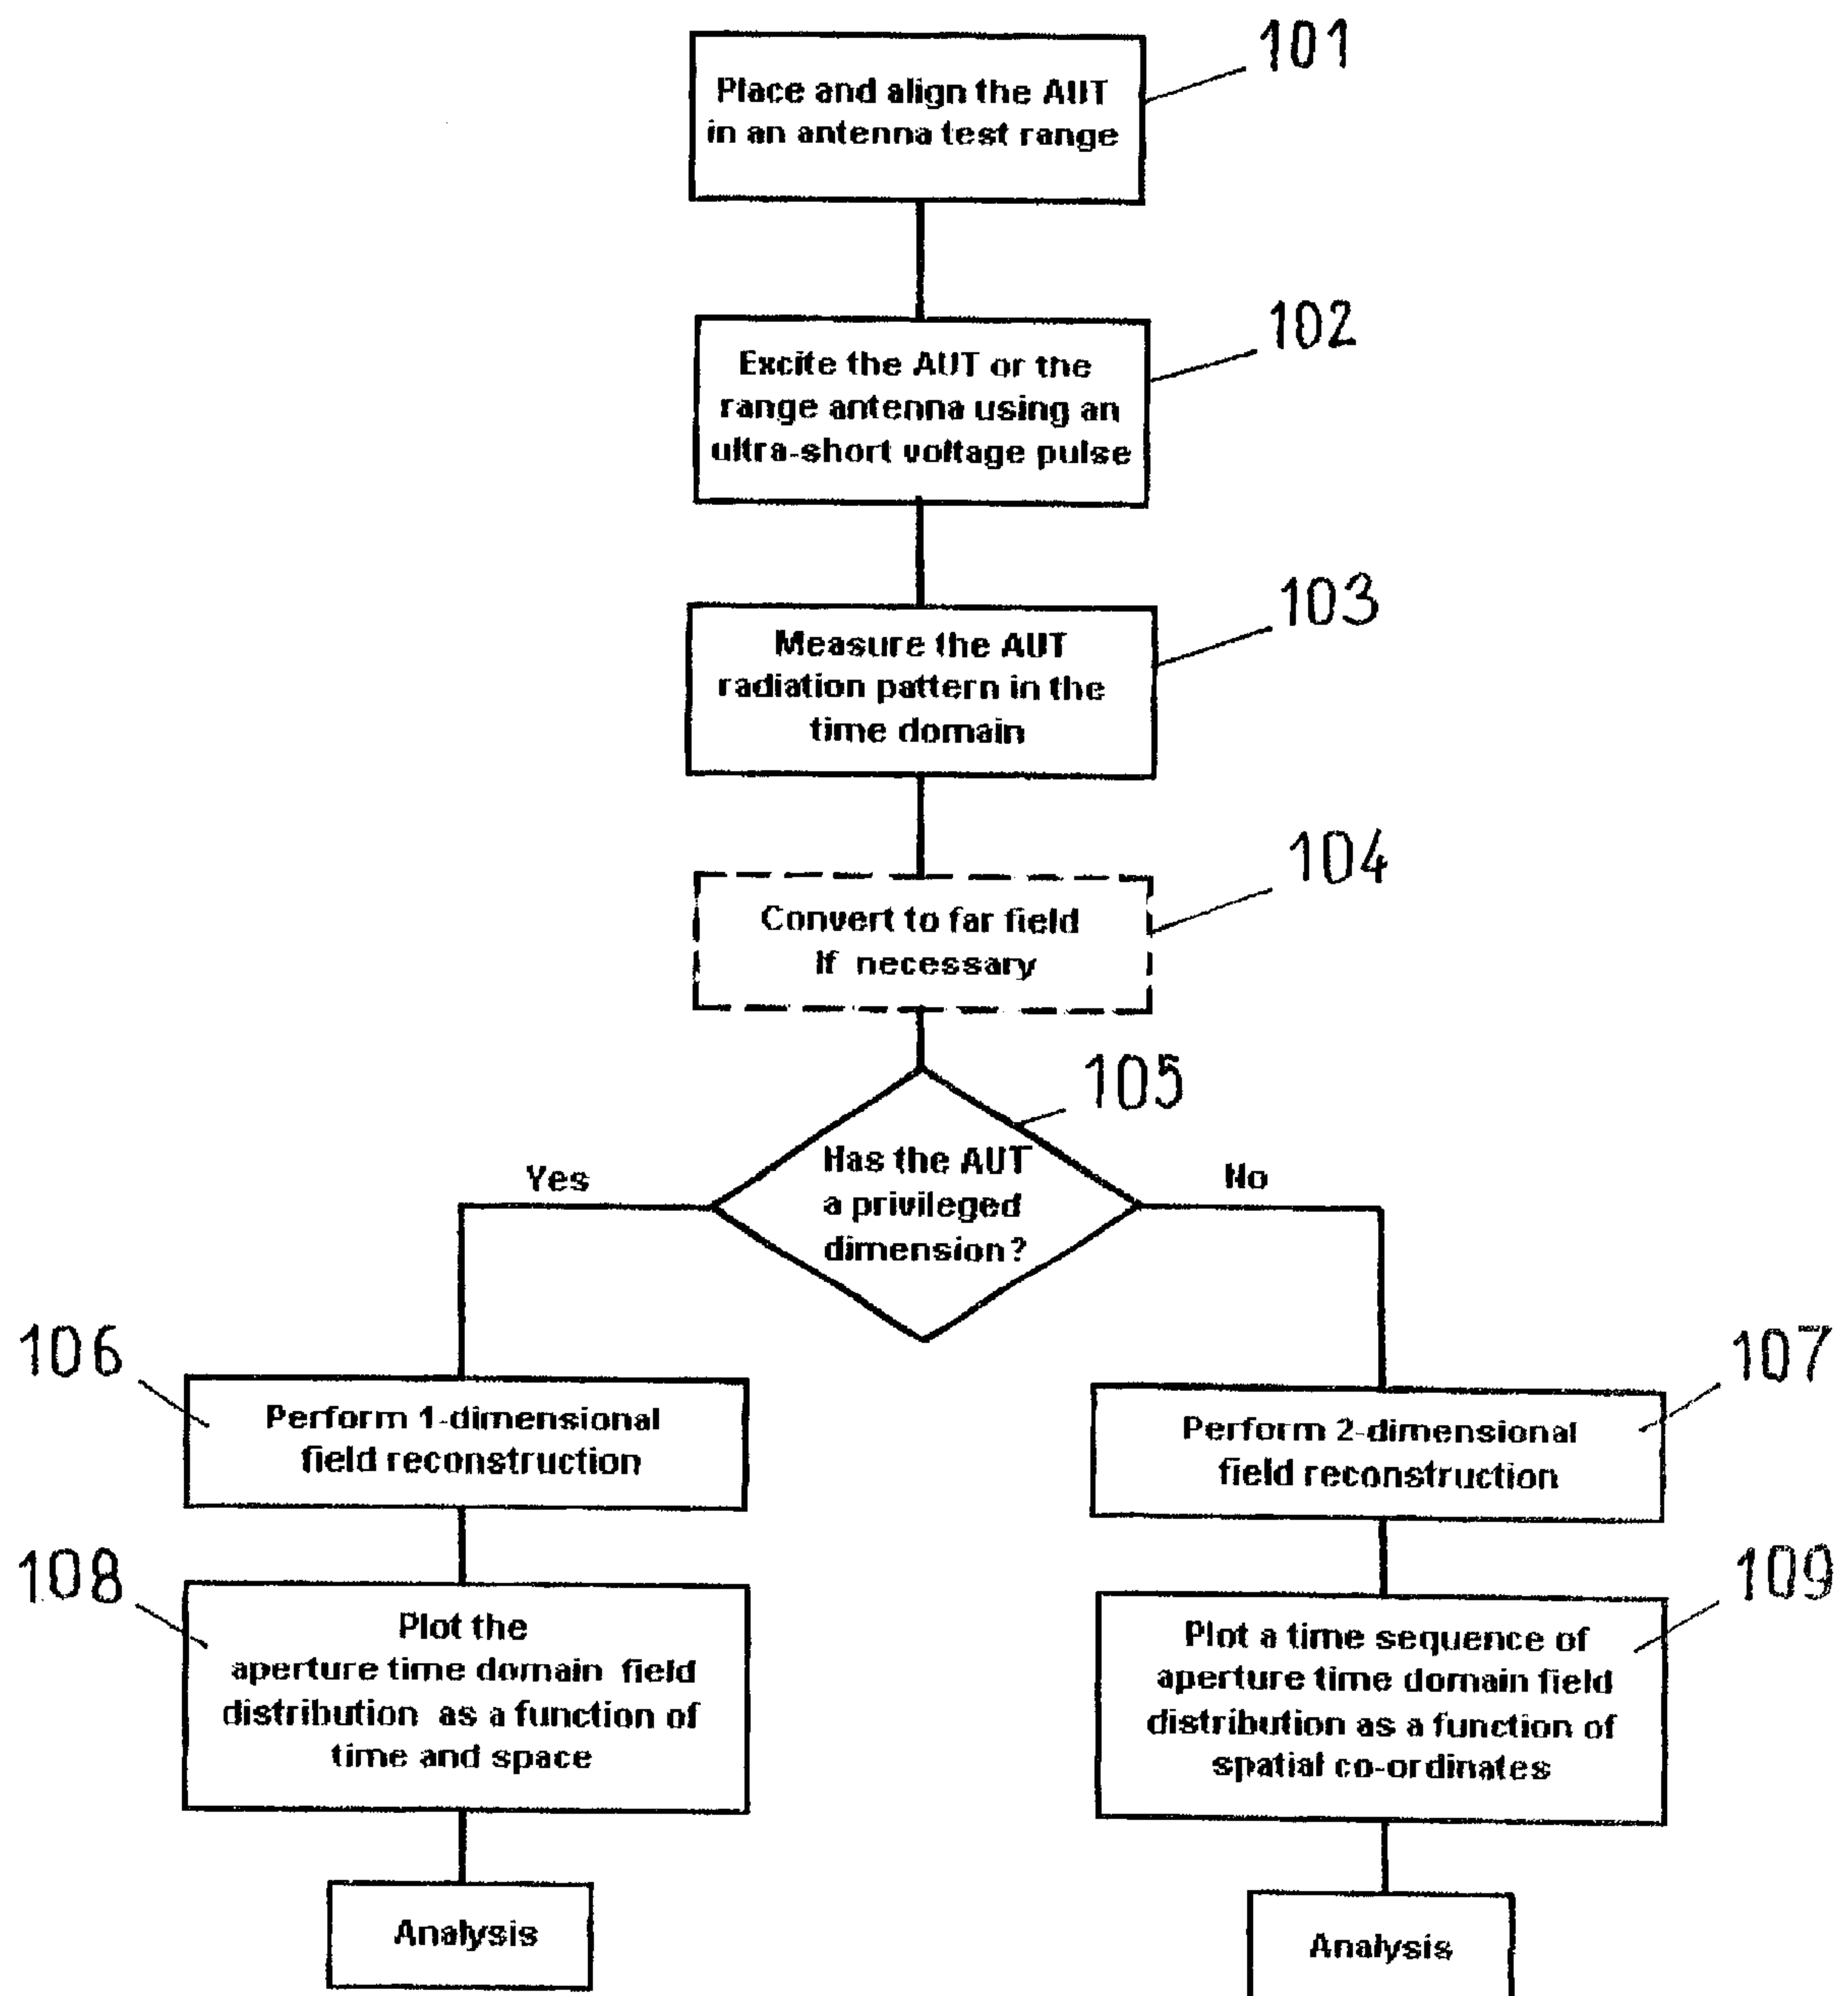 101
Place and align the AUT
in an antenna test range
102
Excite the AUT or the
range antenna using an
ultra-short voltage pulse
103
Measure the AUT
radiation pattern in the
time domain
104
Convert to far field
If necessary
105
Has the AUT
a privileged
dimension?
Yes
No
106
Perform 1-dimensional
field reconstruction
107
Perform 2-dimensional
field reconstruction
108
Plot the
aperture time domain field
distribution as a function of
time and space
109
Plot a time sequence of
aperture time domain field
distribution as a function of
spatial co-ordinates
Analysis
Analysis